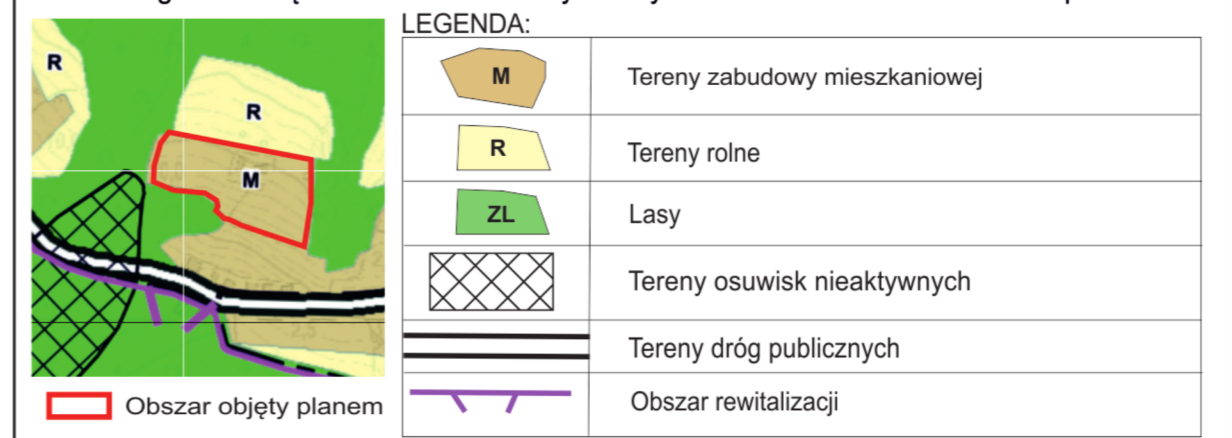 LEGENDA:
R
R
M
M Tereny zabudowy mieszkaniowej
R Tereny rolne
ZL Lasy
Tereny osuwisk nieaktywnych
Tereny dróg publicznych
Obszar rewitalizacji
Obszar objęty planem